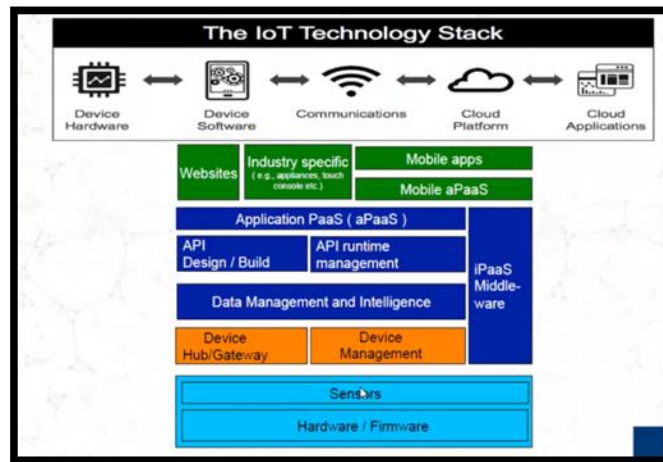 The IoT Technology Stack
Device
Hardware
Device
Software
Communications
Cloud
Platform
Cloud
Applications
Websites
Industry specific
( e.g., appliances, touch
console etc.)
Mobile apps
Mobile aPaaS
Application PaaS ( aPaaS )
API
Design / Build
API runtime
management
iPaaS
Middle-
ware
Data Management and Intelligence
Device
Hub/Gateway
Device
Management
Sensors
Hardware / Firmware